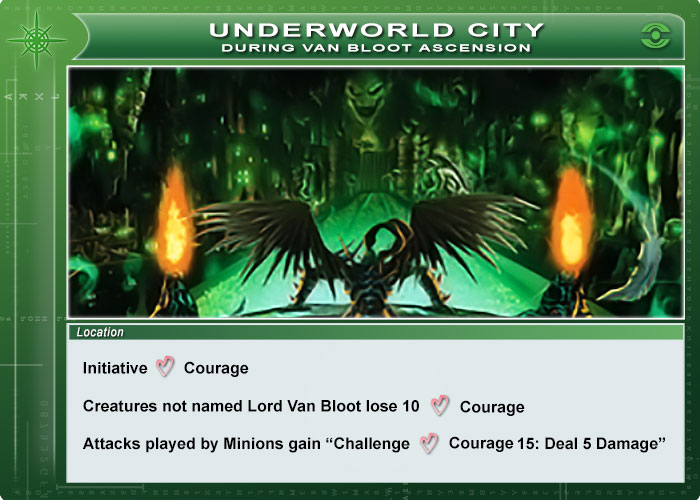 UNDERWORLD CITY
DURING VAN BLOOT ASCENSION
Location
Initiative Courage
Creatures not named Lord Van Bloot lose 10 Courage
Attacks played by Minions gain “Challenge Courage 15: Deal 5 Damage”